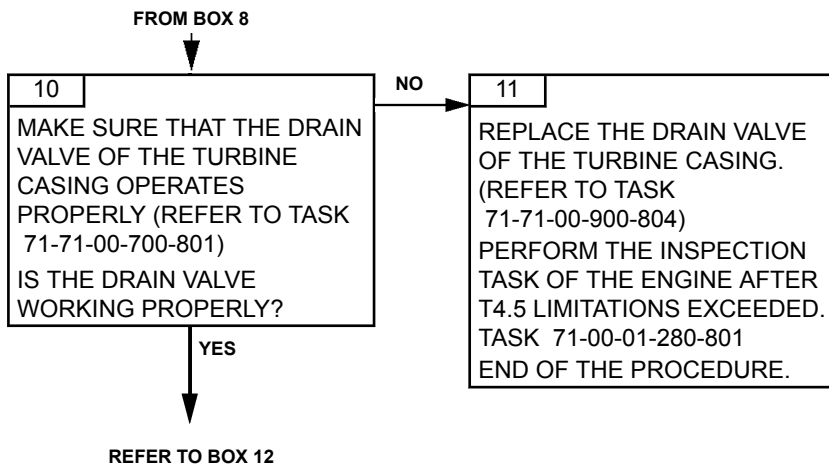 FROM BOX 8
10
MAKE SURE THAT THE DRAIN
VALVE OF THE TURBINE
CASING OPERATES
PROPERLY (REFER TO TASK
71-71-00-700-801)
IS THE DRAIN VALVE
WORKING PROPERLY?
NO
11
REPLACE THE DRAIN VALVE
OF THE TURBINE CASING.
(REFER TO TASK
71-71-00-900-804)
PERFORM THE INSPECTION
TASK OF THE ENGINE AFTER
T4.5 LIMITATIONS EXCEEDED.
TASK 71-00-01-280-801
END OF THE PROCEDURE.
YES
REFER TO BOX 12